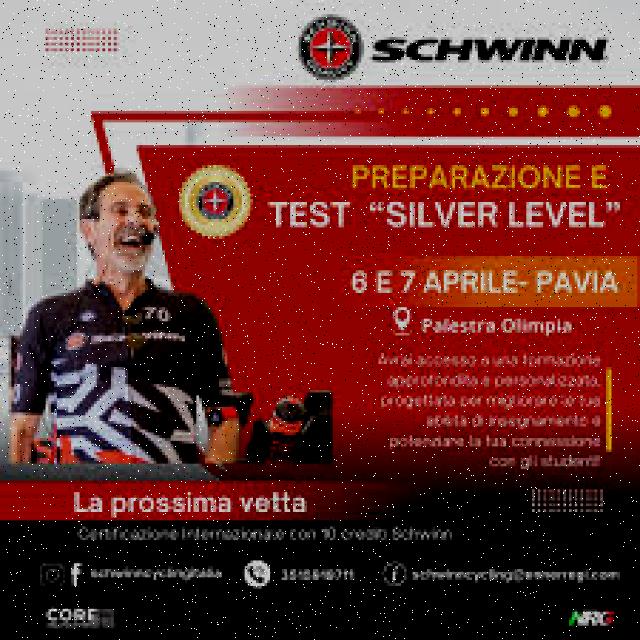 SCHWINN
PREPARAZIONE E
TEST “SILVER LEVEL”
6 E 7 APRILE- PAVIA
Palestra Olimpia
Avrai accesso a una formazione
approfondita e personalizzata,
progettata per migliorare le tue
abilità di insegnamento e
potenziare la tua connessione
con gli studenti!
La prossima vetta
Certificazione Internazionale con 10 crediti Schwinn
schwinncyclingitalia
CORE